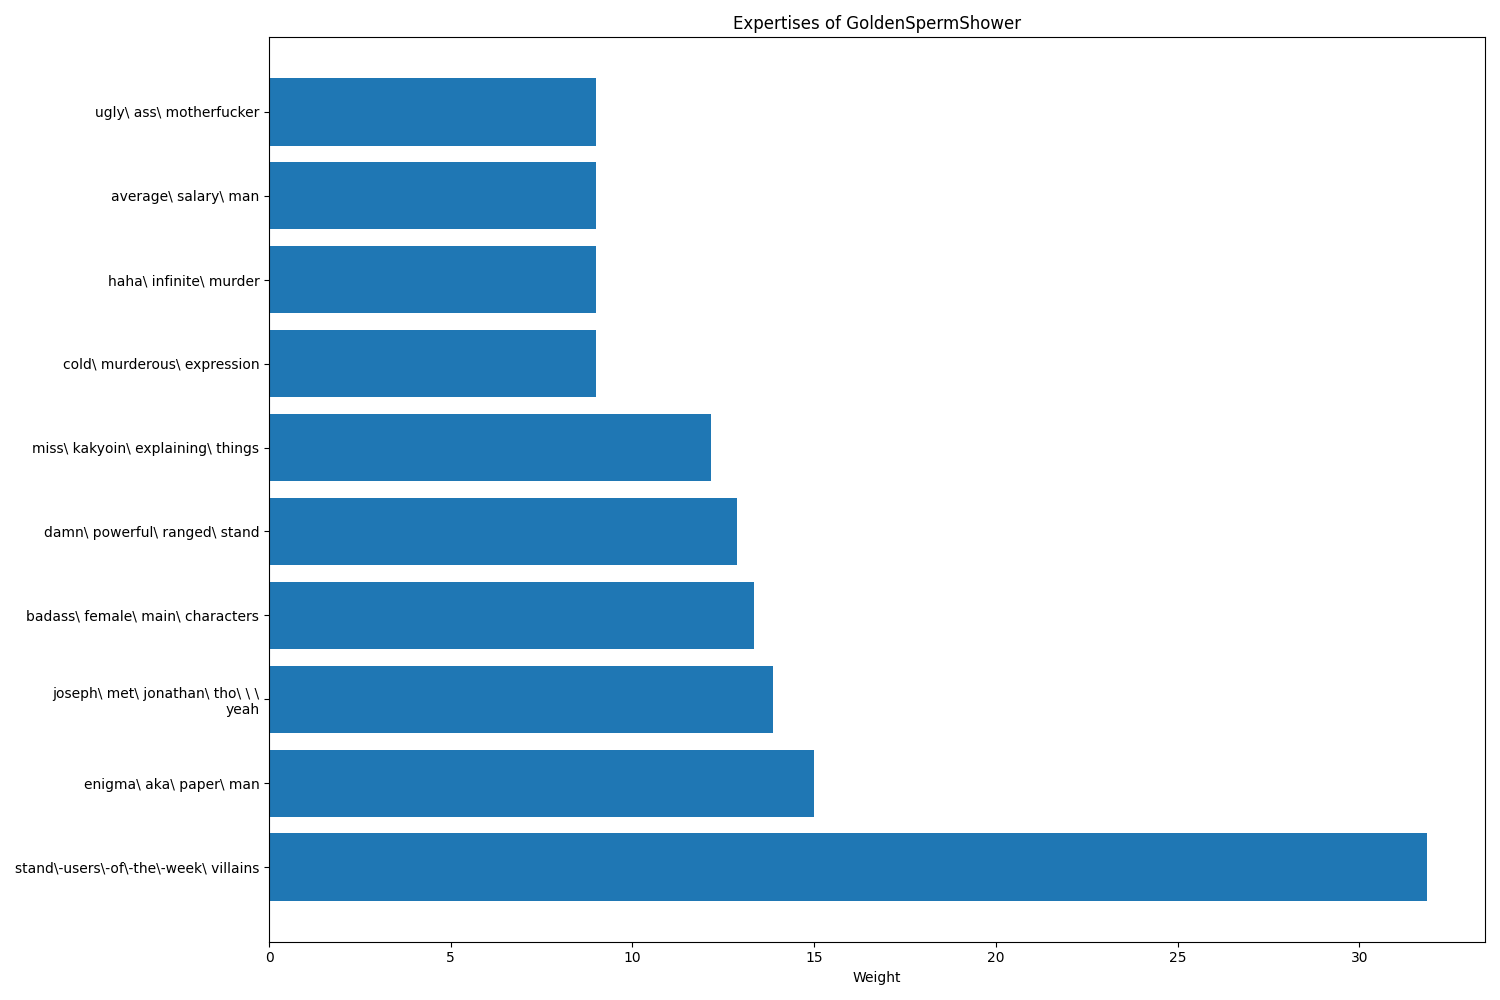 Expertises of GoldenSpermShower
ugly\ ass\ motherfucker
average\ salary\ man
haha\ infinite\ murder
cold\ murderous\ expression
miss\ kakyoin\ explaining\ things
damn\ powerful\ ranged\ stand
badass\ female\ main\ characters
joseph\ met\ jonathan\ tho\ \ \
yeah
enigma\ aka\ paper\ man
stand\-users\-of\-the\-week\ villains
0 5 10 15 20 25 30
Weight